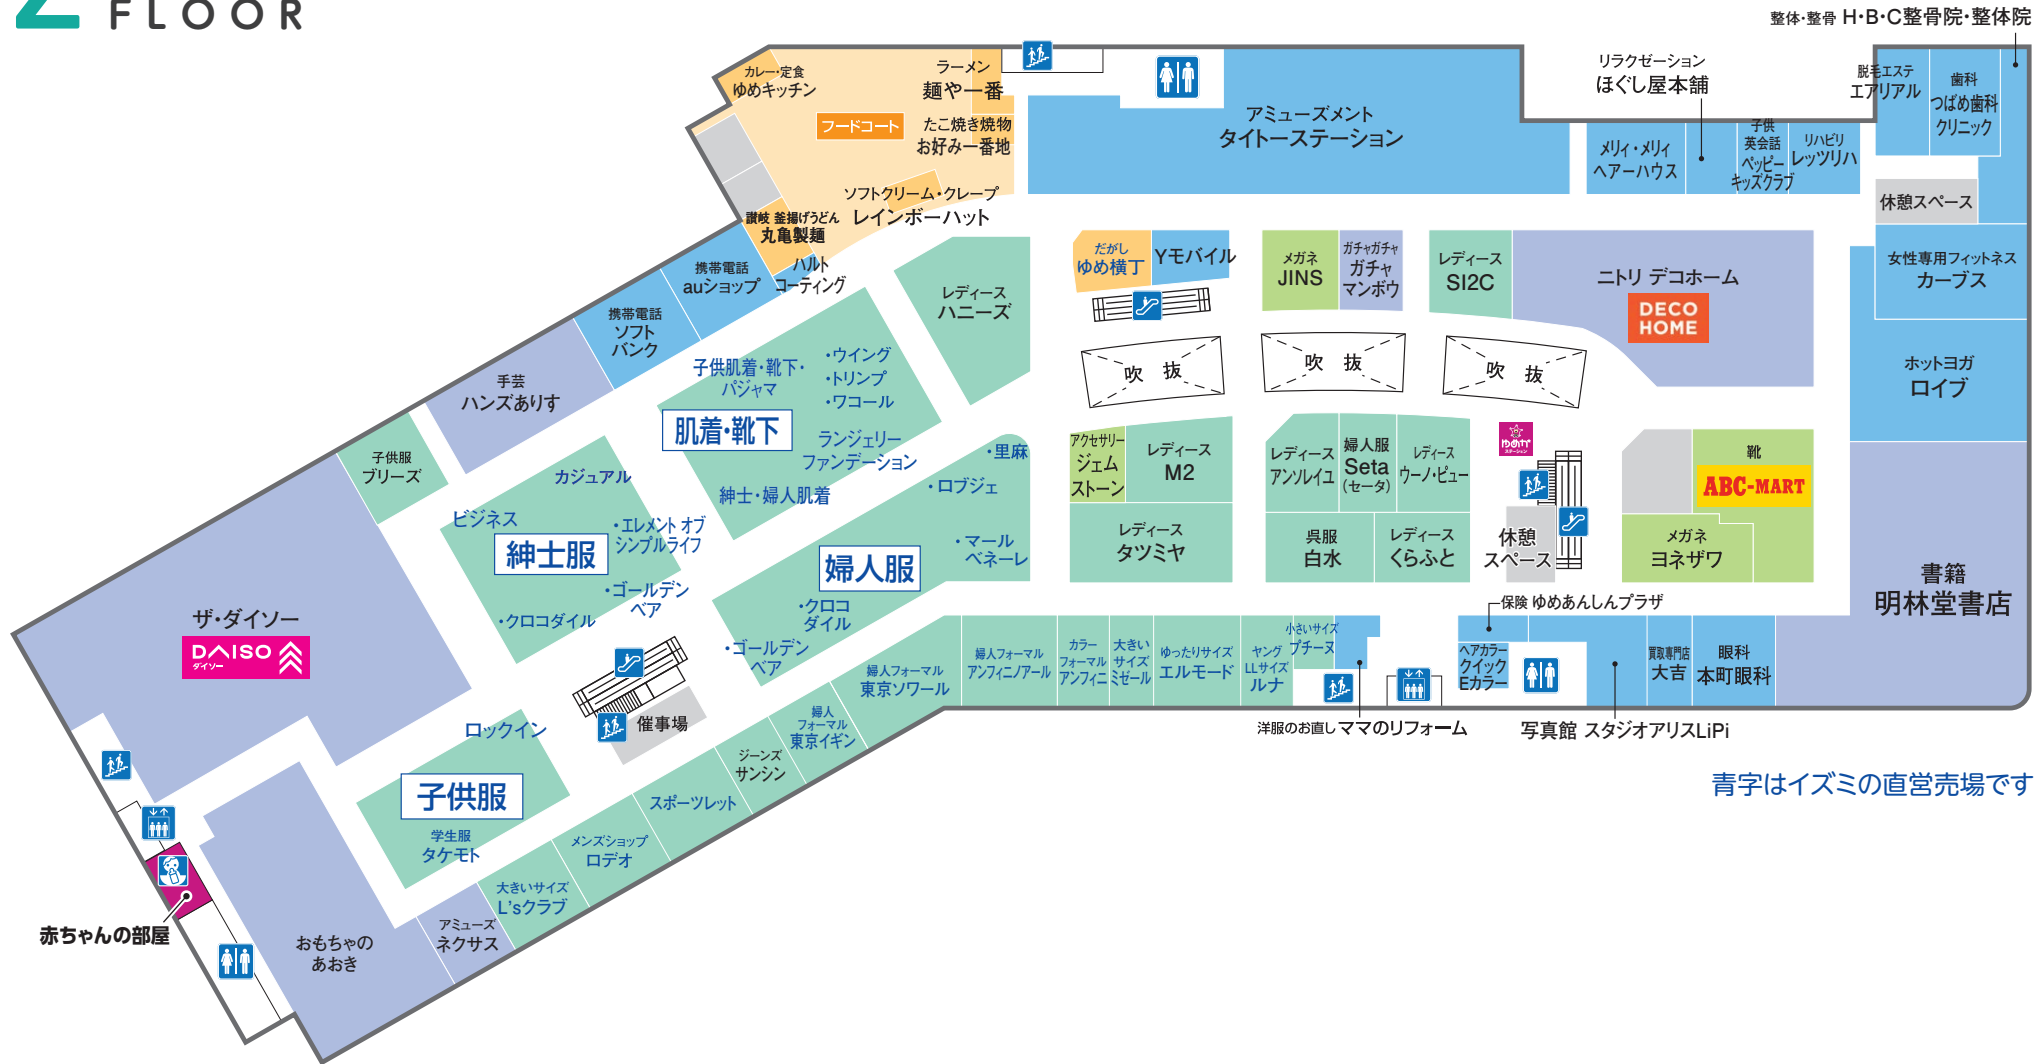 2 FLOOR
整体・整骨 H・B・C整骨院・整体院
リラクゼーション
ほぐし屋本舗
脱毛エステ
エアリアル
歯科
つばめ歯科
クリニック
カレー・定食
ゆめキッチン
ラーメン
麺や一番
フードコート
たこ焼き焼物
お好み一番地
アミューズメント
タイトーステーション
メリィ・メリィ
ヘアーハウス
子供
英会話
ペッピー
キッズクラブ
リハビリ
レッツリハ
休憩スペース
ソフトクリーム・クレープ
レインボーハット
讃岐 釜揚げうどん
丸亀製麺
ハルト
コーティング
携帯電話
auショップ
携帯電話
ソフト
バンク
手芸
ハンズありす
子供服
ブリーズ
レディース
ハニーズ
だがし
ゆめ横丁
Yモバイル
メガネ
JINS
ガチャガチャ
ガチャ
マンボウ
レディース
SI2C
ニトリ デコホーム
DECO
HOME
女性専用フィットネス
カーブス
ホットヨガ
ロイブ
吹 抜
吹 抜
吹 抜
子供肌着・靴下・
パジャマ
・ウイング
・トリンプ
・ワコール
肌着・靴下
ランジェリー
ファンデーション
紳士・婦人肌着
カジュアル
ビジネス
・エレメント オブ
シンプルライフ
紳士服
・ゴールデン
ベア
・クロコダイル
・里麻
・ロブジェ
・マール
ベネーレ
婦人服
・クロコ
ダイル
・ゴールデン
ベア
アクセサリー
ジェム
ストーン
レディース
M2
レディース
タツミヤ
レディース
アンソレイユ
婦人服
Seta
(セータ)
レディース
ウーノ・ピュー
呉服
白水
レディース
くらふと
ゆめか
ステーション
休憩
スペース
靴
ABC-MART
メガネ
ヨネザワ
書籍
明林堂書店
ザ・ダイソー
DAISO
ダイソー
ロックイン
子供服
学生服
タケモト
催事場
保険 ゆめあんしんプラザ
婦人フォーマル
東京ソワール
婦人フォーマル
アンフィニノアール
カラー
フォーマル
アンフィニ
大きい
サイズ
ミゼール
ゆったりサイズ
エルモード
ヤング
LLサイズ
ルナ
小さいサイズ
プチーヌ
ヘアカラー
クイック
Eカラー
買取専門店
大吉
眼科
本町眼科
洋服のお直し ママのリフォーム
写真館 スタジオアリスLiPi
婦人
フォーマル
東京イギン
ジーンズ
サンシン
スポーツレット
メンズショップ
ロデオ
大きいサイズ
L'sクラブ
アミューズ
ネクサス
おもちゃの
あおき
赤ちゃんの部屋
青字はイズミの直営売場です